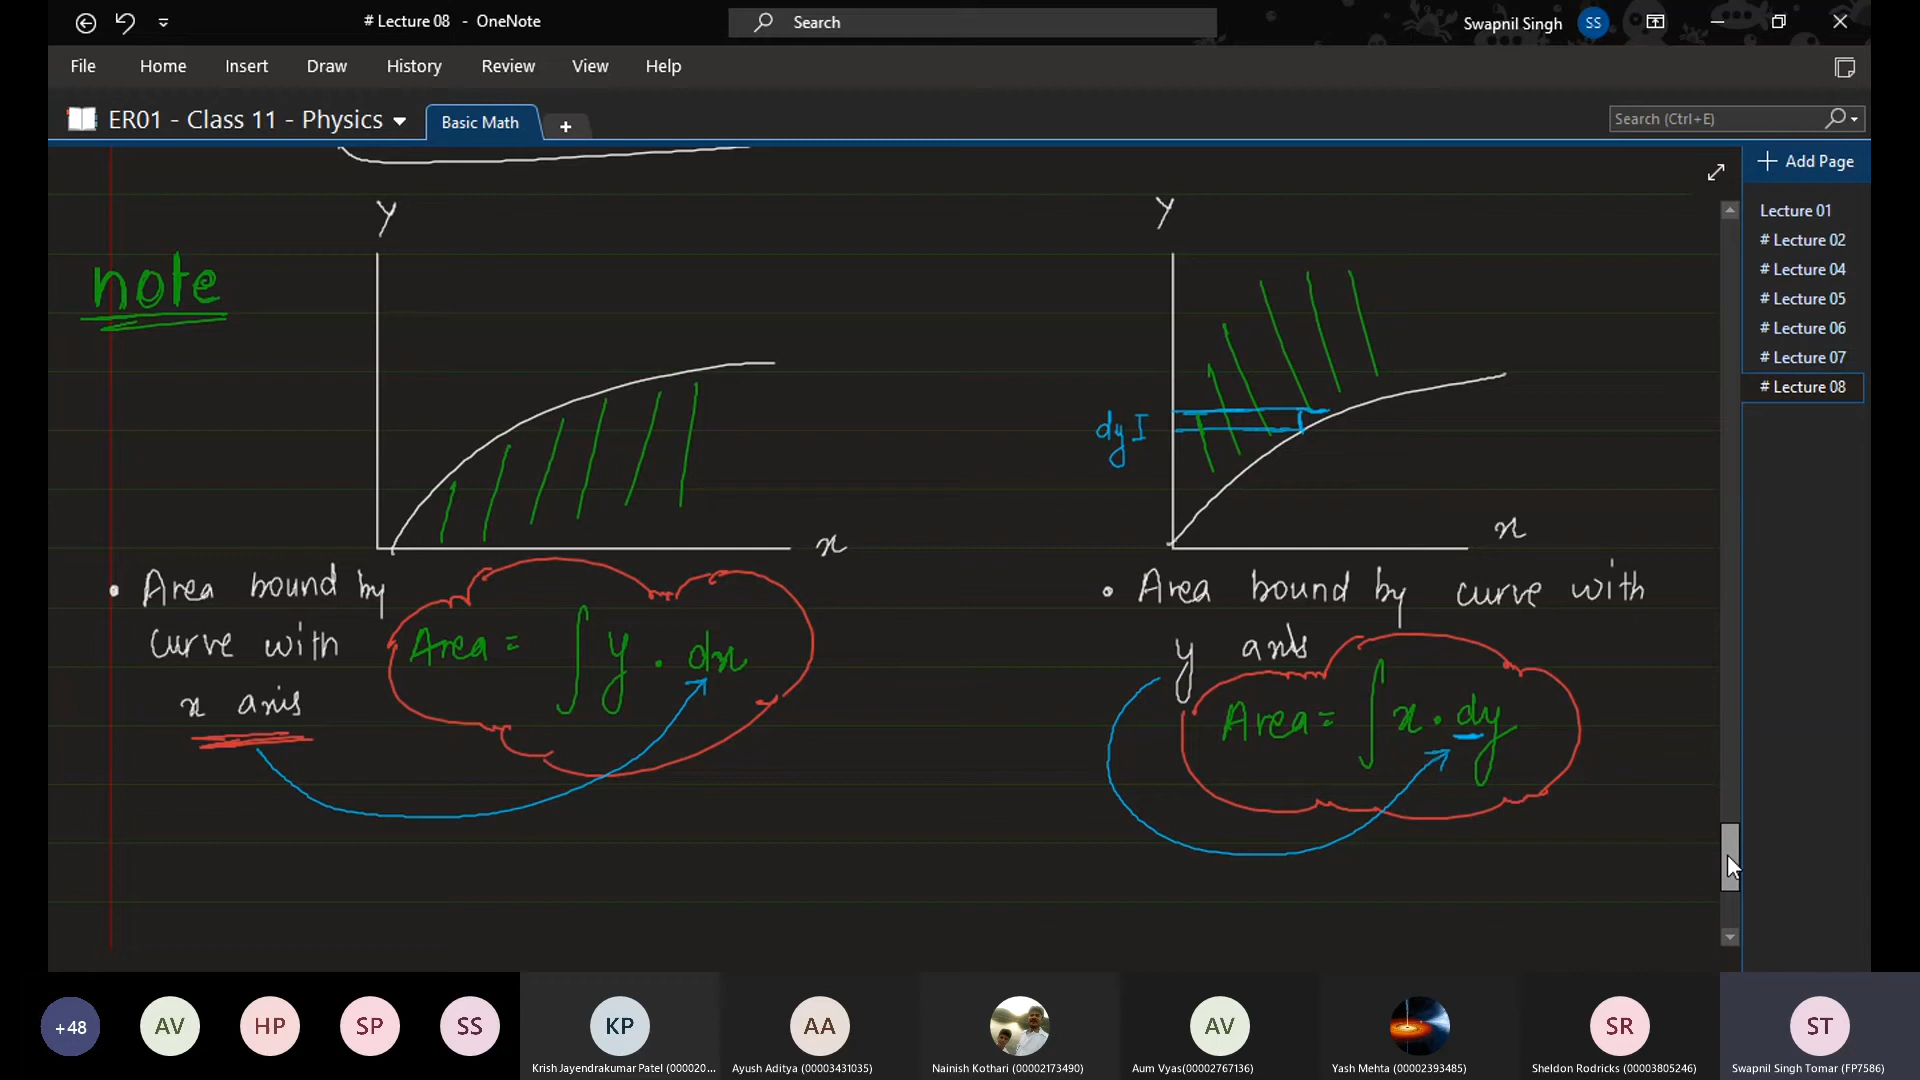 # Lecture 08 - OneNote
Search
Swapnil Singh
SS
File Home Insert Draw History Review View Help
ER01 - Class 11 - Physics
Basic Math
Search (Ctrl+E)
Add Page
Lecture 01
# Lecture 02
# Lecture 04
# Lecture 05
# Lecture 06
# Lecture 07
# Lecture 08
note
y
x
• Area bound by
curve with
x axis
Area = ∫ y . dx
y
dy I
x
• Area bound by curve with
y axis
Area = ∫ x . dy
+48
AV
HP
SP
SS
KP
Krish Jayendrakumar Patel (000020...
AA
Ayush Aditya (00003431035)
Nainish Kothari (00002173490)
AV
Aum Vyas(00002767136)
Yash Mehta (00002393485)
SR
Sheldon Rodricks (00003805246)
ST
Swapnil Singh Tomar (FP7586)